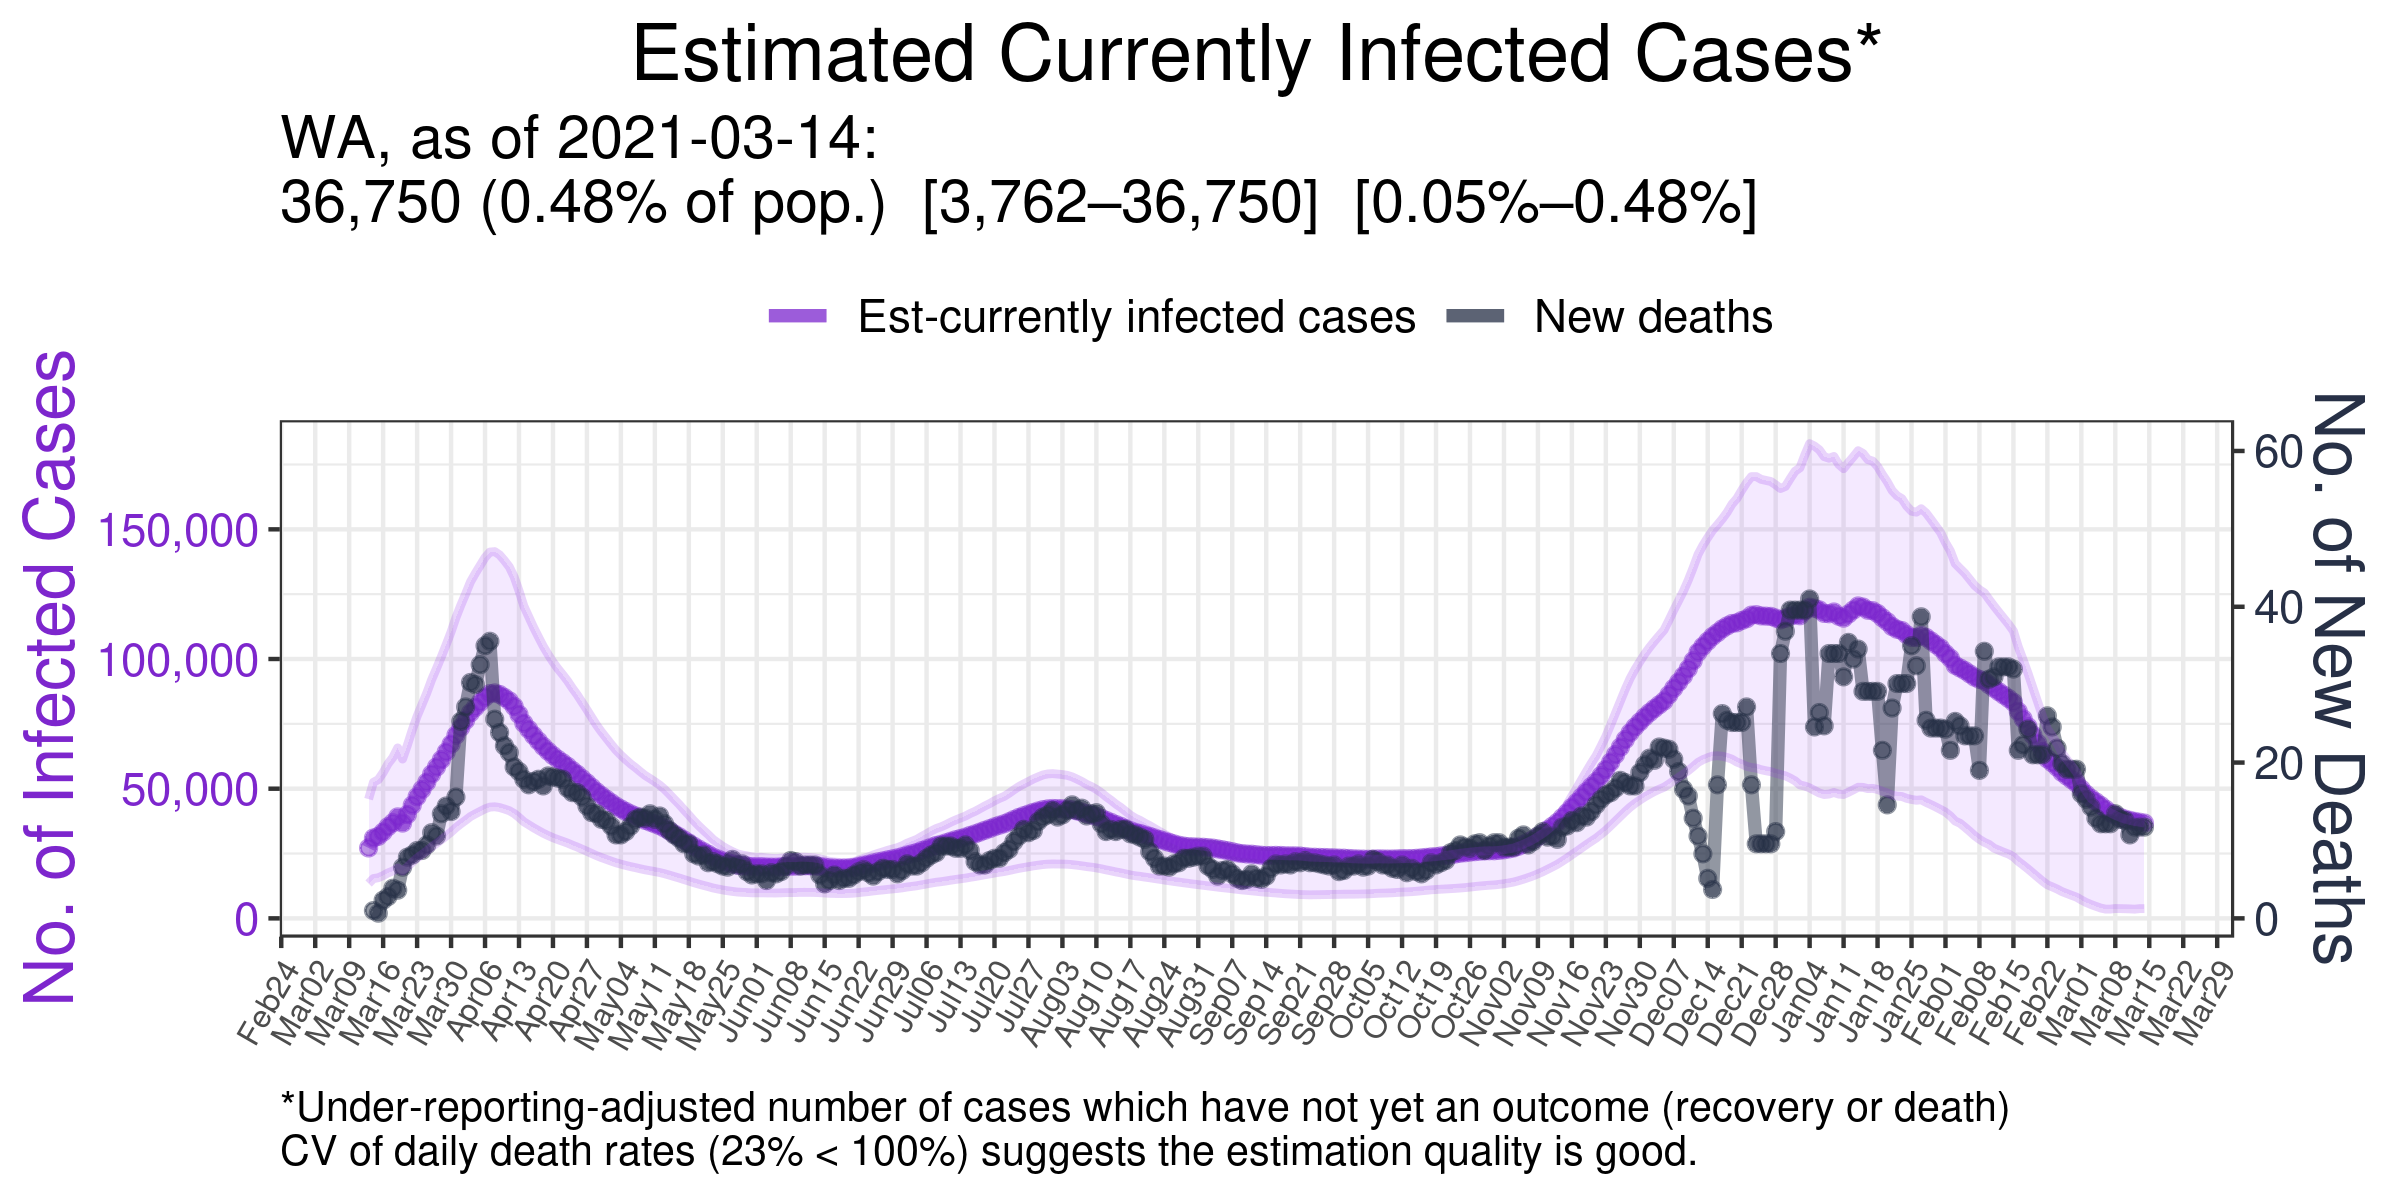 Estimated Currently Infected Cases*
WA, as of 2021-03-14:
36,750 (0.48% of pop.) [3,762–36,750] [0.05%–0.48%]
Est-currently infected cases New deaths
No. of Infected Cases
150,000
100,000
50,000
0
60
40
20
0
No. of New Deaths
Feb24 Mar02 Mar09 Mar16 Mar23 Mar30 Apr06 Apr13 Apr20 Apr27 May04 May11 May18 May25 Jun01 Jun08 Jun15 Jun22 Jun29 Jul06 Jul13 Jul20 Jul27 Aug03 Aug10 Aug17 Aug24 Aug31 Sep07 Sep14 Sep21 Sep28 Oct05 Oct12 Oct19 Oct26 Nov02 Nov09 Nov16 Nov23 Nov30 Dec07 Dec14 Dec21 Dec28 Jan04 Jan11 Jan18 Jan25 Feb01 Feb08 Feb15 Feb22 Mar01 Mar08 Mar15 Mar22 Mar29
*Under-reporting-adjusted number of cases which have not yet an outcome (recovery or death)
CV of daily death rates (23% < 100%) suggests the estimation quality is good.